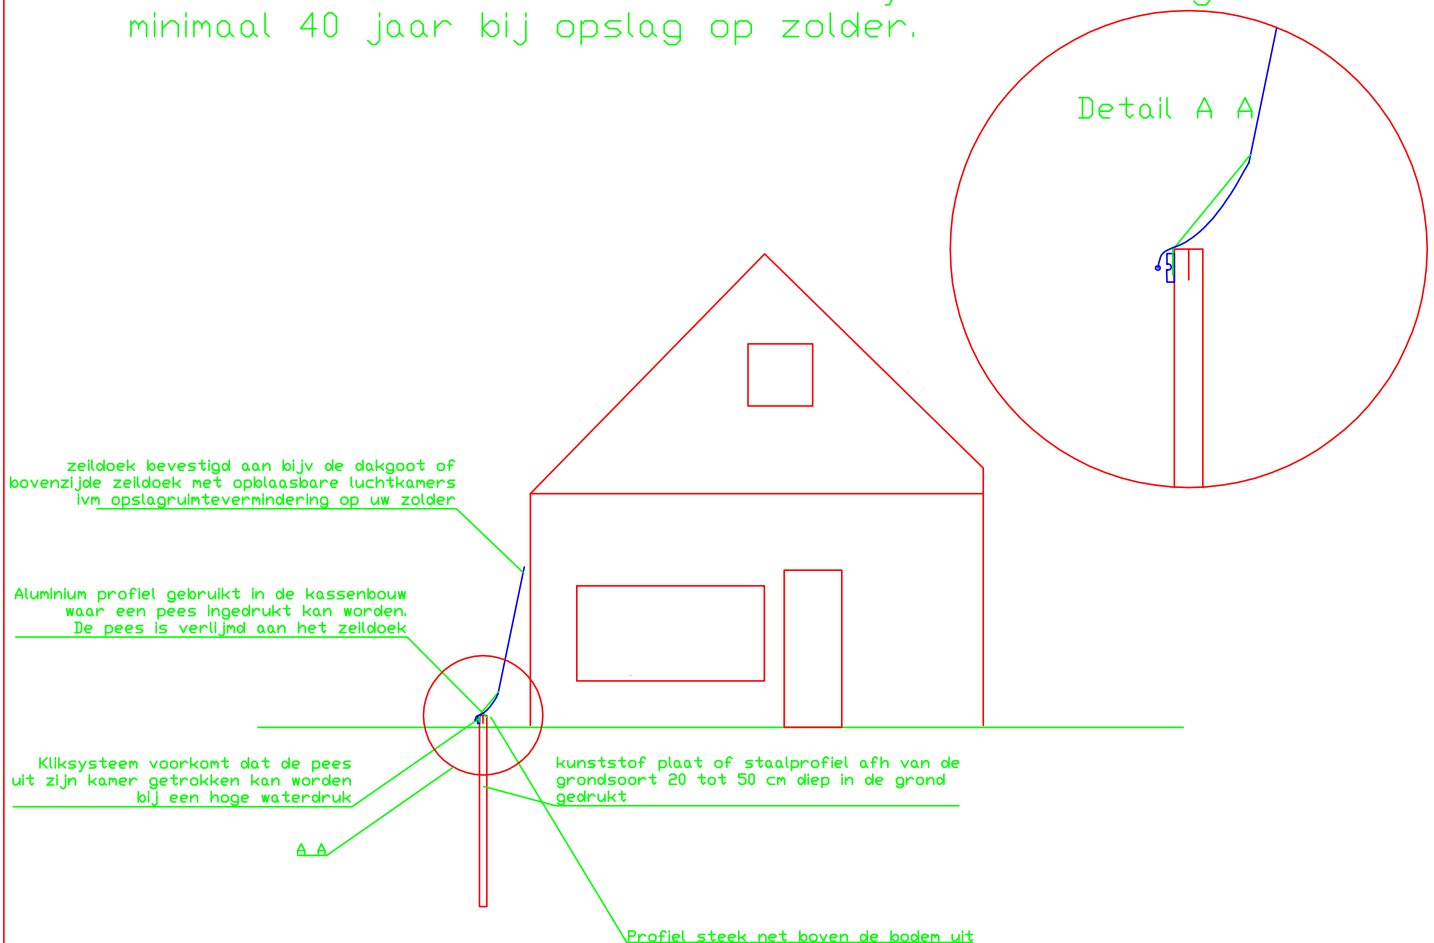 minimaal 40 jaar bij opslag op zolder.
Detail A A
zeildoek bevestigd aan bijv de dakgoot of
bovenzijde zeildoek met opblaasbare luchtkamers
ivm opslagruimtevermindering op uw zolder
Aluminium profiel gebruikt in de kassenbouw
waar een pees ingedrukt kan worden.
De pees is verlijmd aan het zeildoek
Kliksysteem voorkomt dat de pees
uit zijn kamer getrokken kan worden
bij een hoge waterdruk
kunststof plaat of staalprofiel afh van de
grondsoort 20 tot 50 cm diep in de grond
gedrukt
A A
Profiel steek net boven de bodem uit